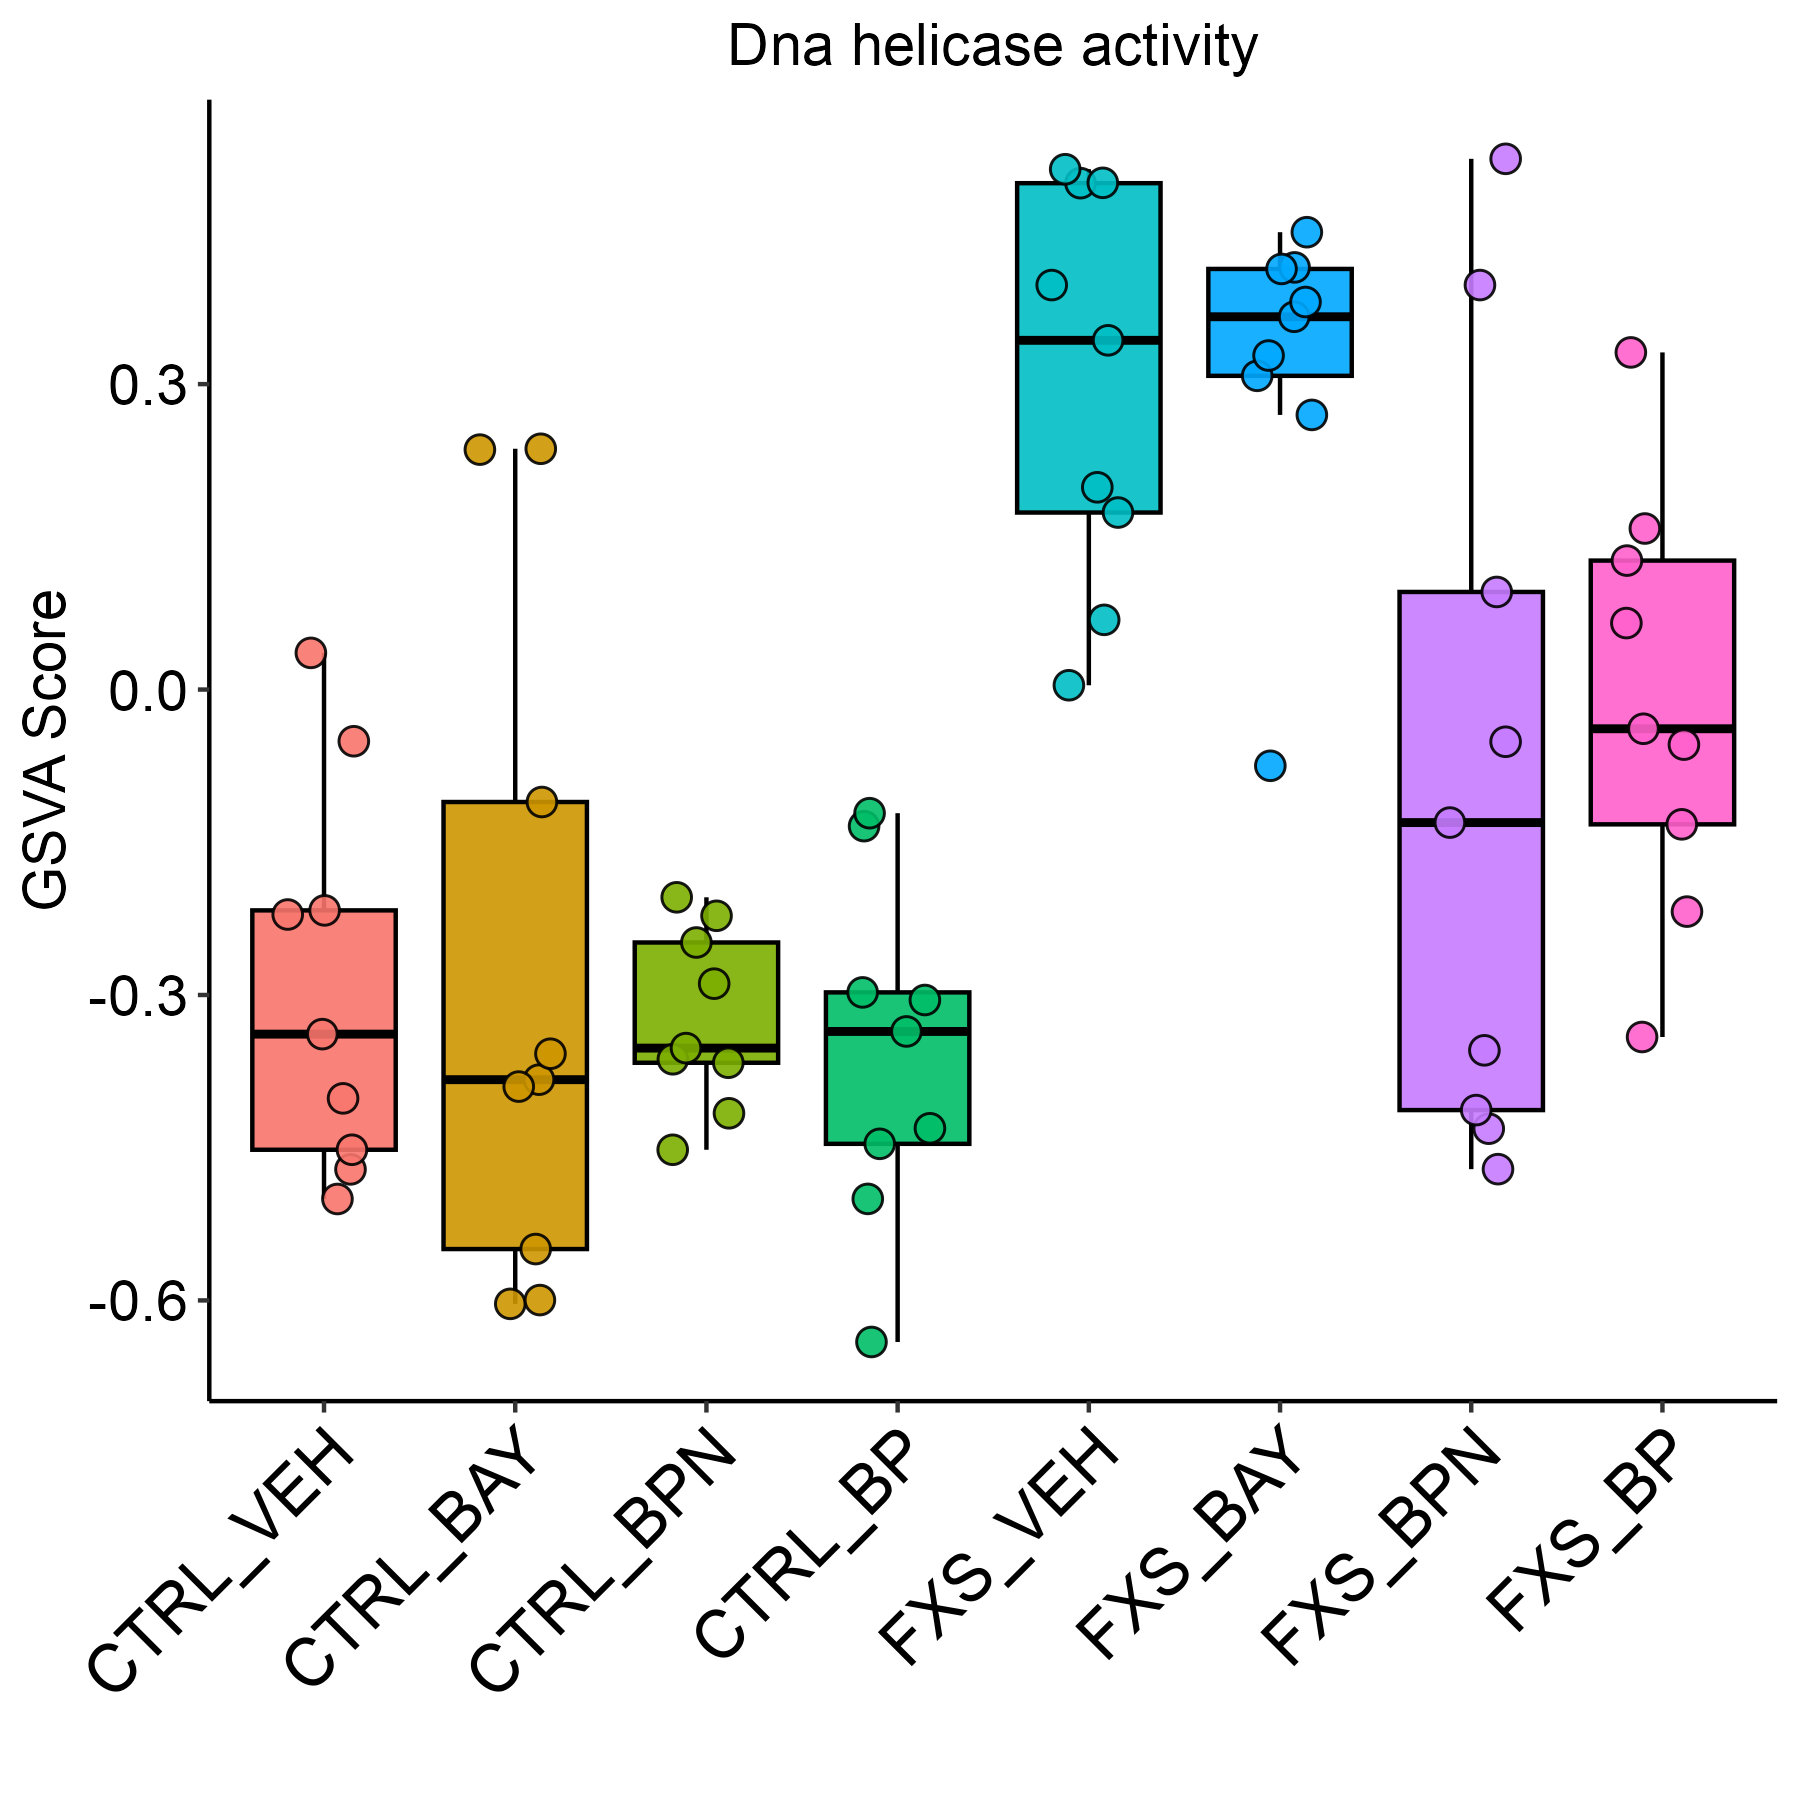 Dna helicase activity
GSVA Score
0.3
0.0
-0.3
-0.6
CTRL_VEH
CTRL_BAY
CTRL_BPN
CTRL_BP
FXS_VEH
FXS_BAY
FXS_BPN
FXS_BP